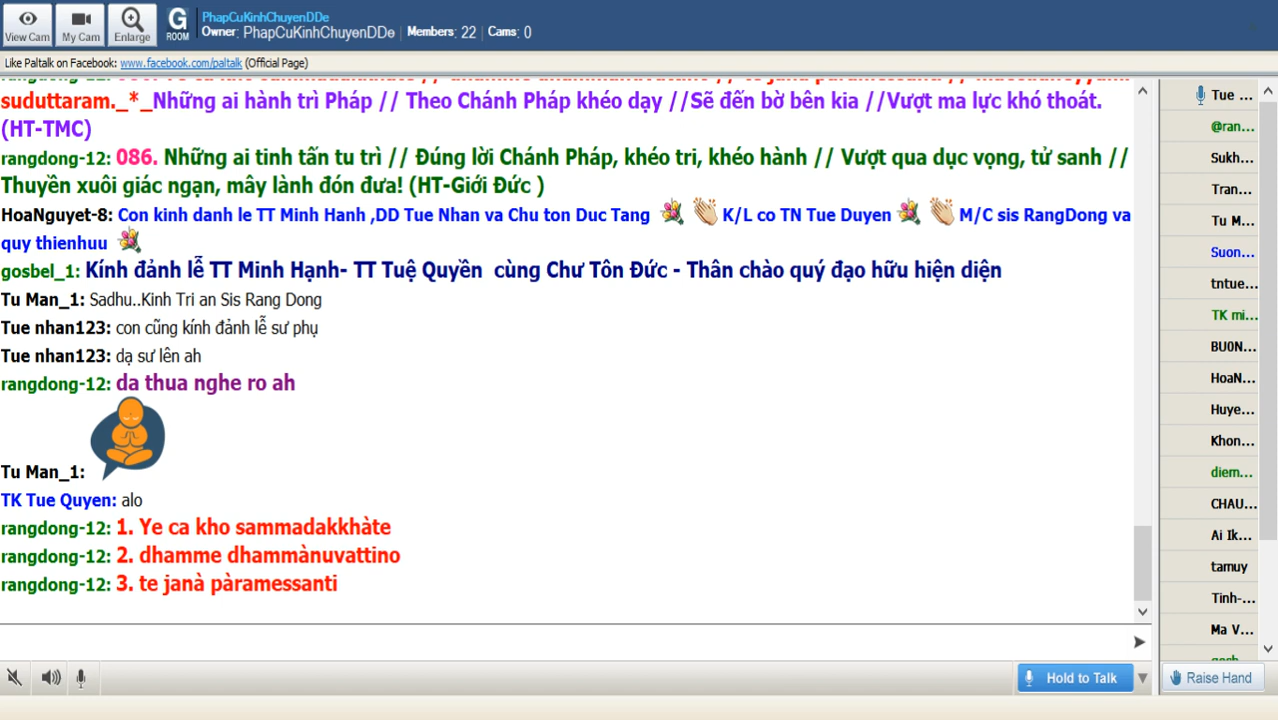 View Cam
My Cam
Enlarge
G
ROOM
PhapCuKinhChuyenDDe
Owner: PhapCuKinhChuyenDDe | Members: 22 | Cams: 0
Like Paltalk on Facebook: www.facebook.com/paltalk (Official Page)
suduttaram._*_Những ai hành trì Pháp // Theo Chánh Pháp khéo dạy //Sẽ đến bờ bên kia //Vượt ma lực khó thoát.
(HT-TMC)
rangdong-12: 086. Những ai tinh tấn tu trì // Đúng lời Chánh Pháp, khéo tri, khéo hành // Vượt qua dục vọng, tử sanh //
Thuyền xuôi giác ngạn, mây lành đón đưa! (HT-Giới Đức )
HoaNguyet-8: Con kinh danh le TT Minh Hanh ,DD Tue Nhan va Chu ton Duc Tang K/L co TN Tue Duyen M/C sis RangDong va
quy thienhuu
gosbel_1: Kính đảnh lễ TT Minh Hạnh- TT Tuệ Quyền cùng Chư Tôn Đức - Thân chào quý đạo hữu hiện diện
Tu Man_1: Sadhu..Kinh Tri an Sis Rang Dong
Tue nhan123: con cũng kính đảnh lễ sư phụ
Tue nhan123: dạ sư lên ah
rangdong-12: da thua nghe ro ah
Tu Man_1:
TK Tue Quyen: alo
rangdong-12: 1. Ye ca kho sammadakkhàte
rangdong-12: 2. dhamme dhammànuvattino
rangdong-12: 3. te janà pàramessanti
Tue ...
@ran...
Sukh...
Tran...
Tu M...
Suon...
tntue...
TK mi...
BU0N...
HoaN...
Huye...
Khon...
diem...
CHAU...
Ai Ik...
tamuy
Tinh-...
Ma V...
Hold to Talk
Raise Hand